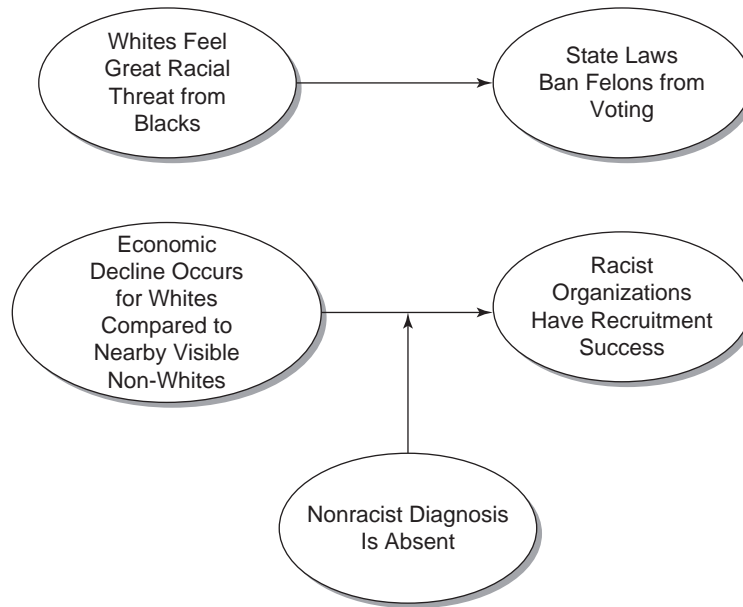 Whites Feel
Great Racial
Threat from
Blacks
State Laws
Ban Felons from
Voting
Economic
Decline Occurs
for Whites
Compared to
Nearby Visible
Non-Whites
Racist
Organizations
Have Recruitment
Success
Nonracist Diagnosis
Is Absent